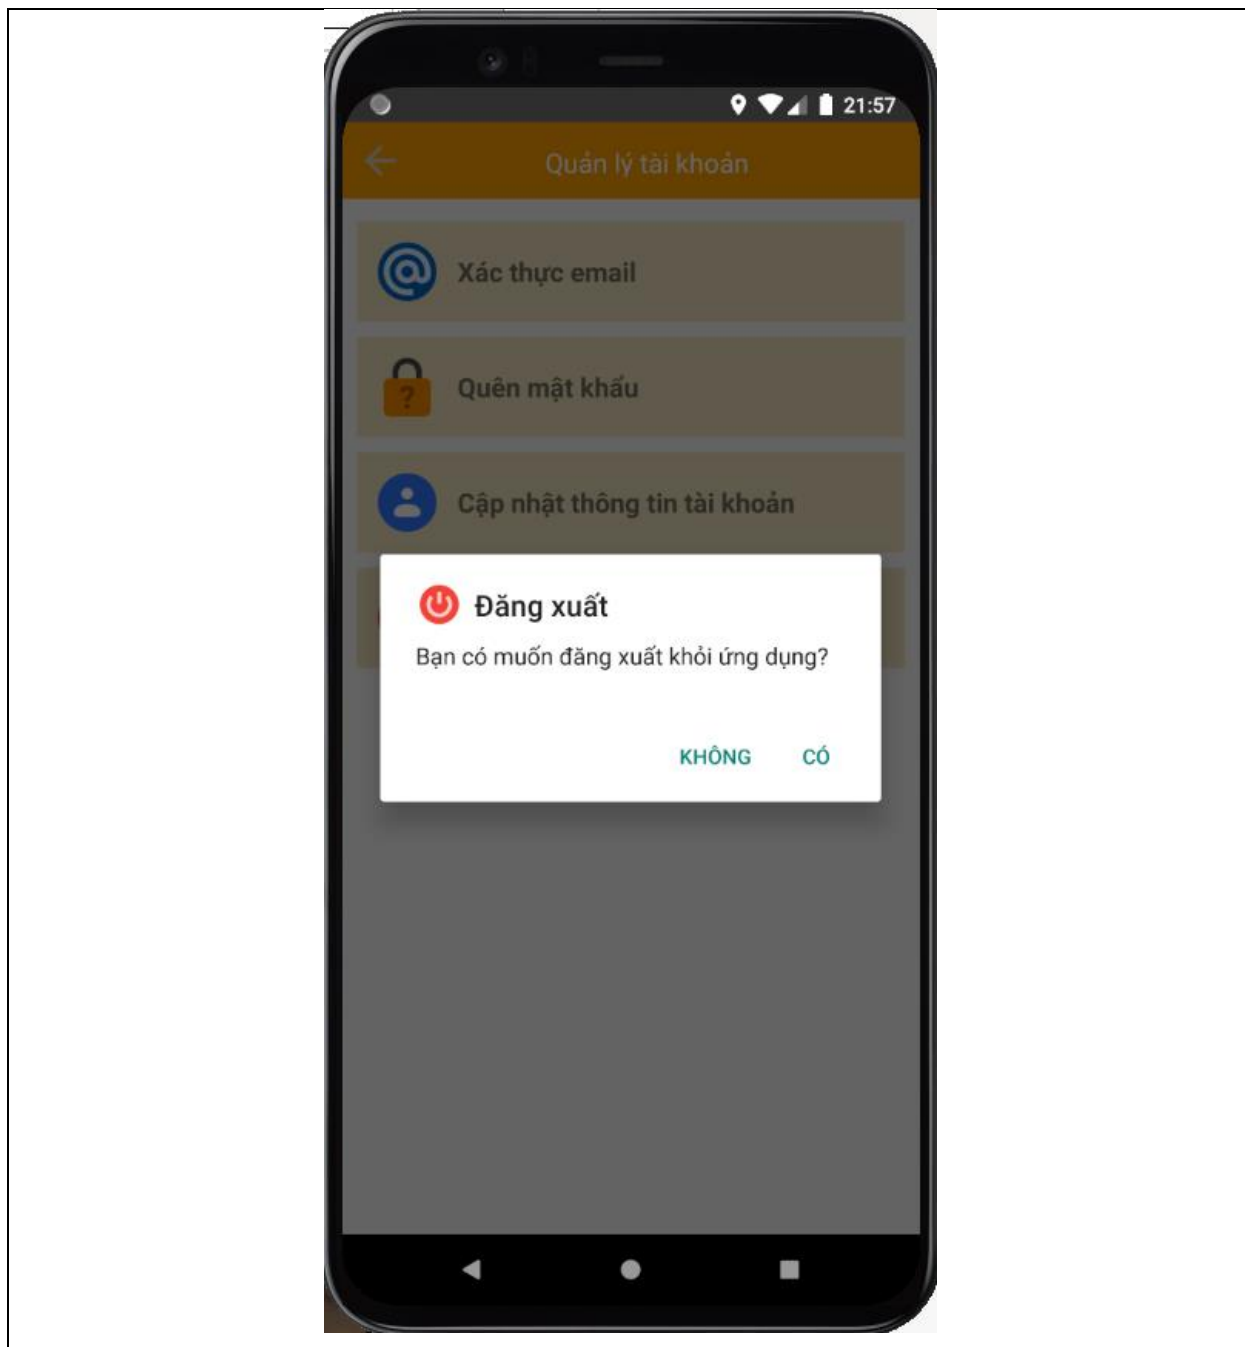 21:57
Quản lý tài khoản
Xác thực email
?
Quên mật khẩu
Cập nhật thông tin tài khoản
Đăng xuất
Bạn có muốn đăng xuất khỏi ứng dụng?
KHÔNG CÓ